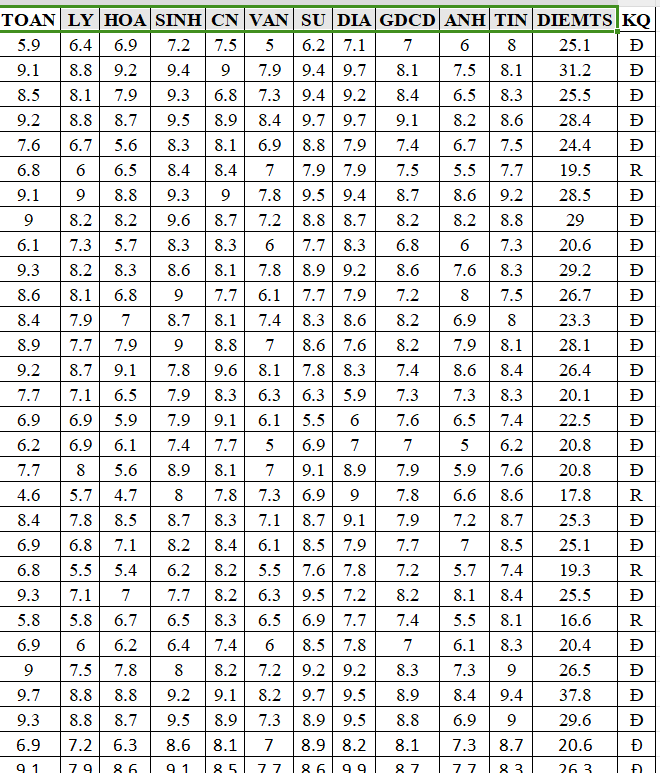 TOAN LY HOA SINH CN VAN SU DIA GDCD ANH TIN DIEMTS KQ
5.9 6.4 6.9 7.2 7.5 5 6.2 7.1 7 6 8 25.1 Đ
9.1 8.8 9.2 9.4 9 7.9 9.4 9.7 8.1 7.5 8.1 31.2 Đ
8.5 8.1 7.9 9.3 6.8 7.3 9.4 9.2 8.4 6.5 8.3 25.5 Đ
9.2 8.8 8.7 9.5 8.9 8.4 9.7 9.7 9.1 8.2 8.6 28.4 Đ
7.6 6.7 5.6 8.3 8.1 6.9 8.8 7.9 7.4 6.7 7.5 24.4 Đ
6.8 6 6.5 8.4 8.4 7 7.9 7.9 7.5 5.5 7.7 19.5 R
9.1 9 8.8 9.3 9 7.8 9.5 9.4 8.7 8.6 9.2 28.5 Đ
9 8.2 8.2 9.6 8.7 7.2 8.8 8.7 8.2 8.2 8.8 29 Đ
6.1 7.3 5.7 8.3 8.3 6 7.7 8.3 6.8 6 7.3 20.6 Đ
9.3 8.2 8.3 8.6 8.1 7.8 8.9 9.2 8.6 7.6 8.3 29.2 Đ
8.6 8.1 6.8 9 7.7 6.1 7.7 7.9 7.2 8 7.5 26.7 Đ
8.4 7.9 7 8.7 8.1 7.4 8.3 8.6 8.2 6.9 8 23.3 Đ
8.9 7.7 7.9 9 8.8 7 8.6 7.6 8.2 7.9 8.1 28.1 Đ
9.2 8.7 9.1 7.8 9.6 8.1 7.8 8.3 7.4 8.6 8.4 26.4 Đ
7.7 7.1 6.5 7.9 8.3 6.3 6.3 5.9 7.3 7.3 8.3 20.1 Đ
6.9 6.9 5.9 7.9 9.1 6.1 5.5 6 7.6 6.5 7.4 22.5 Đ
6.2 6.9 6.1 7.4 7.7 5 6.9 7 7 5 6.2 20.8 Đ
7.7 8 5.6 8.9 8.1 7 9.1 8.9 7.9 5.9 7.6 20.8 Đ
4.6 5.7 4.7 8 7.8 7.3 6.9 9 7.8 6.6 8.6 17.8 R
8.4 7.8 8.5 8.7 8.3 7.1 8.7 9.1 7.9 7.2 8.7 25.3 Đ
6.9 6.8 7.1 8.2 8.4 6.1 8.5 7.9 7.7 7 8.5 25.1 Đ
6.8 5.5 5.4 6.2 8.2 5.5 7.6 7.8 7.2 5.7 7.4 19.3 R
9.3 7.1 7 7.7 8.2 6.3 9.5 7.2 8.2 8.1 8.4 25.5 Đ
5.8 5.8 6.7 6.5 8.3 6.5 6.9 7.7 7.4 5.5 8.1 16.6 R
6.9 6 6.2 6.4 7.4 6 8.5 7.8 7 6.1 8.3 20.4 Đ
9 7.5 7.8 8 8.2 7.2 9.2 9.2 8.3 7.3 9 26.5 Đ
9.7 8.8 8.8 9.2 9.1 8.2 9.7 9.5 8.9 8.4 9.4 37.8 Đ
9.3 8.8 8.7 9.5 8.9 7.3 8.9 9.5 8.8 6.9 9 29.6 Đ
6.9 7.2 6.3 8.6 8.1 7 8.9 8.2 8.1 7.3 8.7 20.6 Đ
9.1 7.9 8.6 9.1 8.5 7.7 8.6 9.9 8.7 7.7 8.3 26.3 Đ